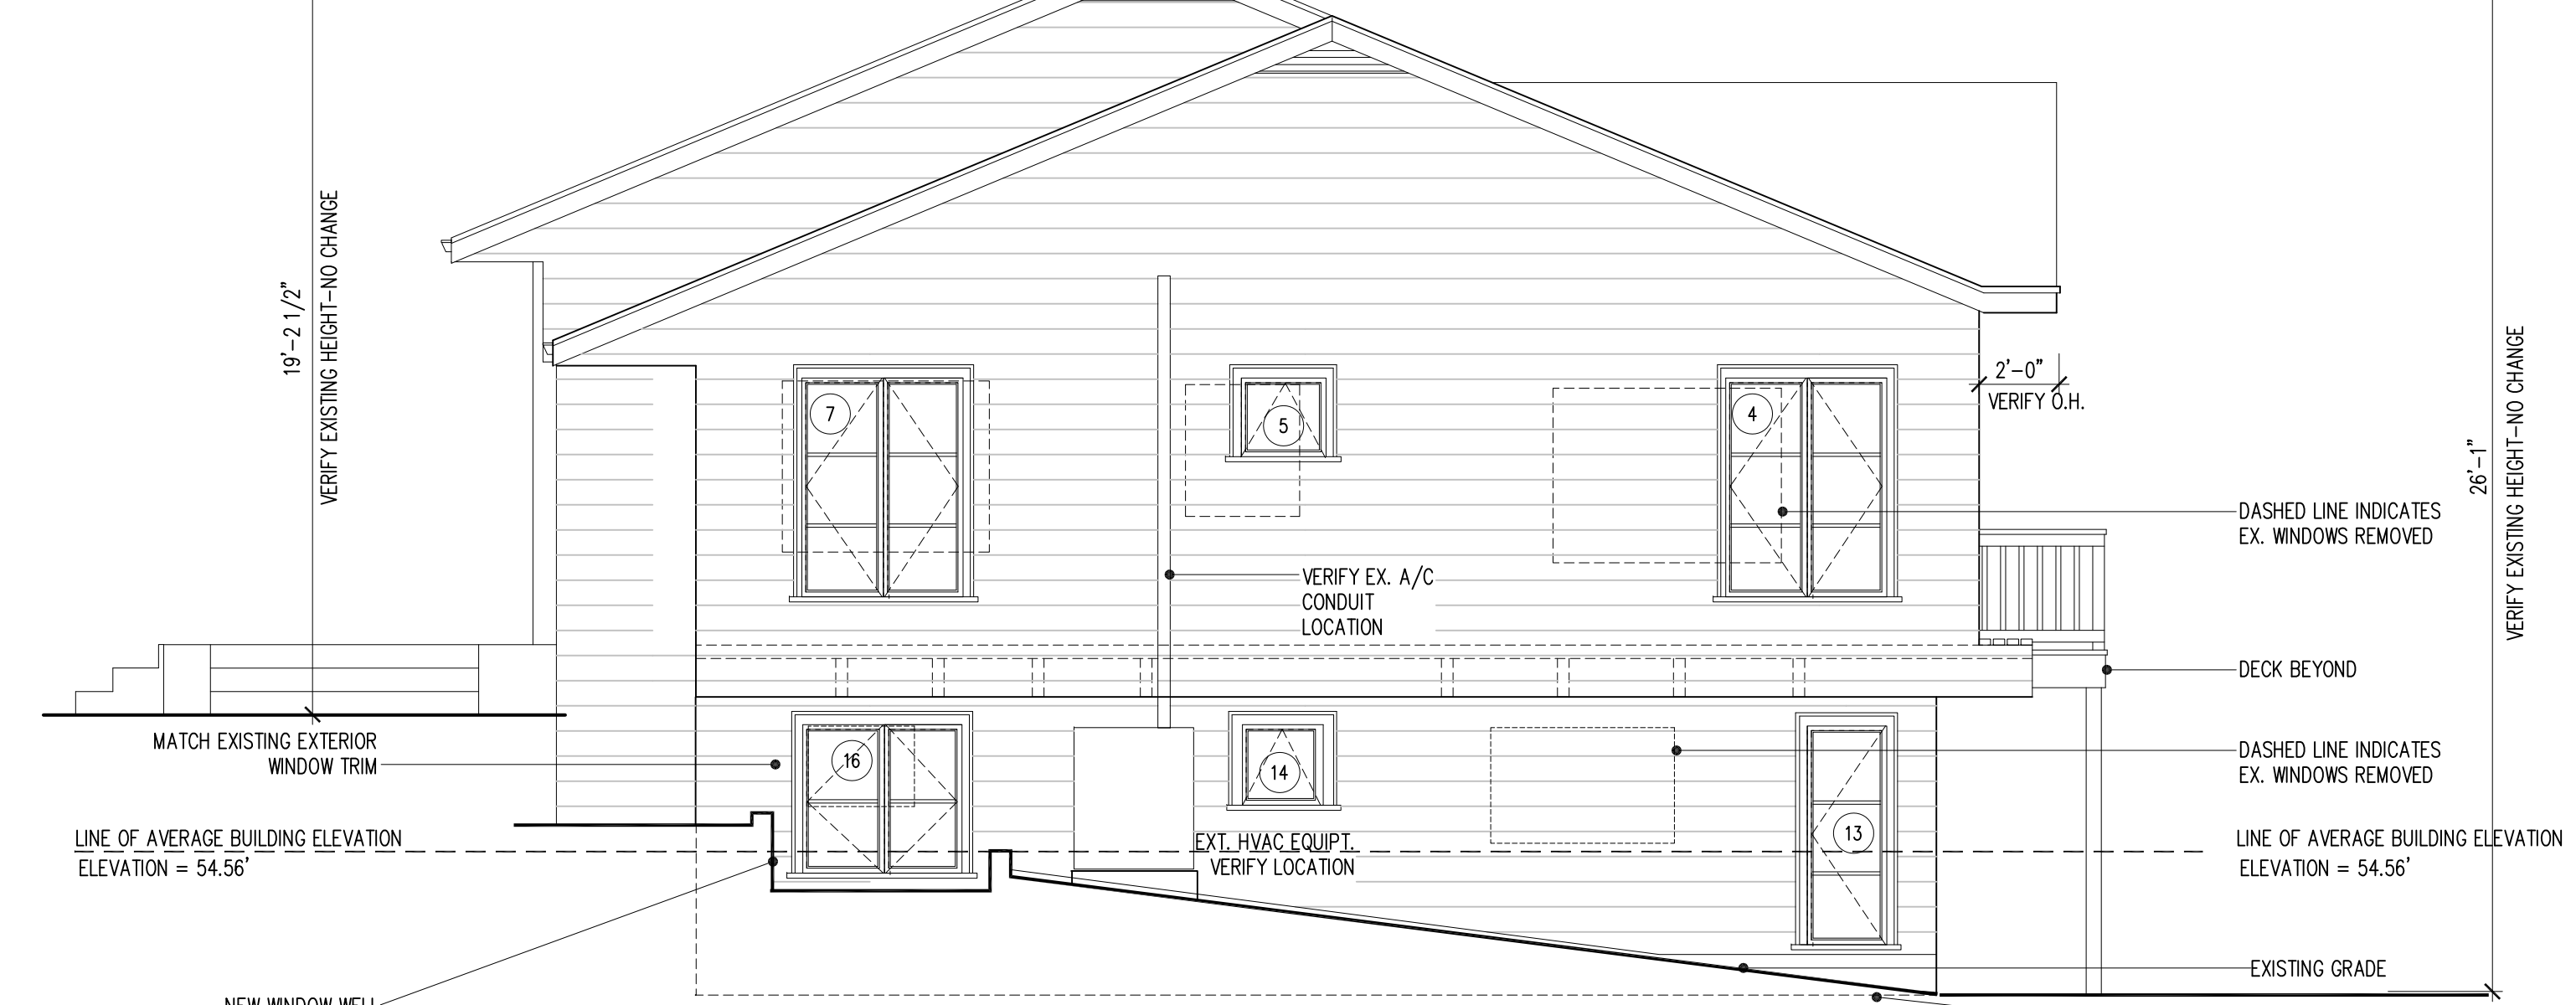 19'-2 1/2"
VERIFY EXISTING HEIGHT-NO CHANGE
7
5
4
2'-0"
VERIFY O.H.
26'-1"
VERIFY EXISTING HEIGHT-NO CHANGE
DASHED LINE INDICATES
EX. WINDOWS REMOVED
VERIFY EX. A/C
CONDUIT
LOCATION
DECK BEYOND
MATCH EXISTING EXTERIOR
WINDOW TRIM
16
14
13
DASHED LINE INDICATES
EX. WINDOWS REMOVED
LINE OF AVERAGE BUILDING ELEVATION
ELEVATION = 54.56'
EXT. HVAC EQUIPT.
VERIFY LOCATION
LINE OF AVERAGE BUILDING ELEVATION
ELEVATION = 54.56'
EXISTING GRADE
NEW WINDOW WELL